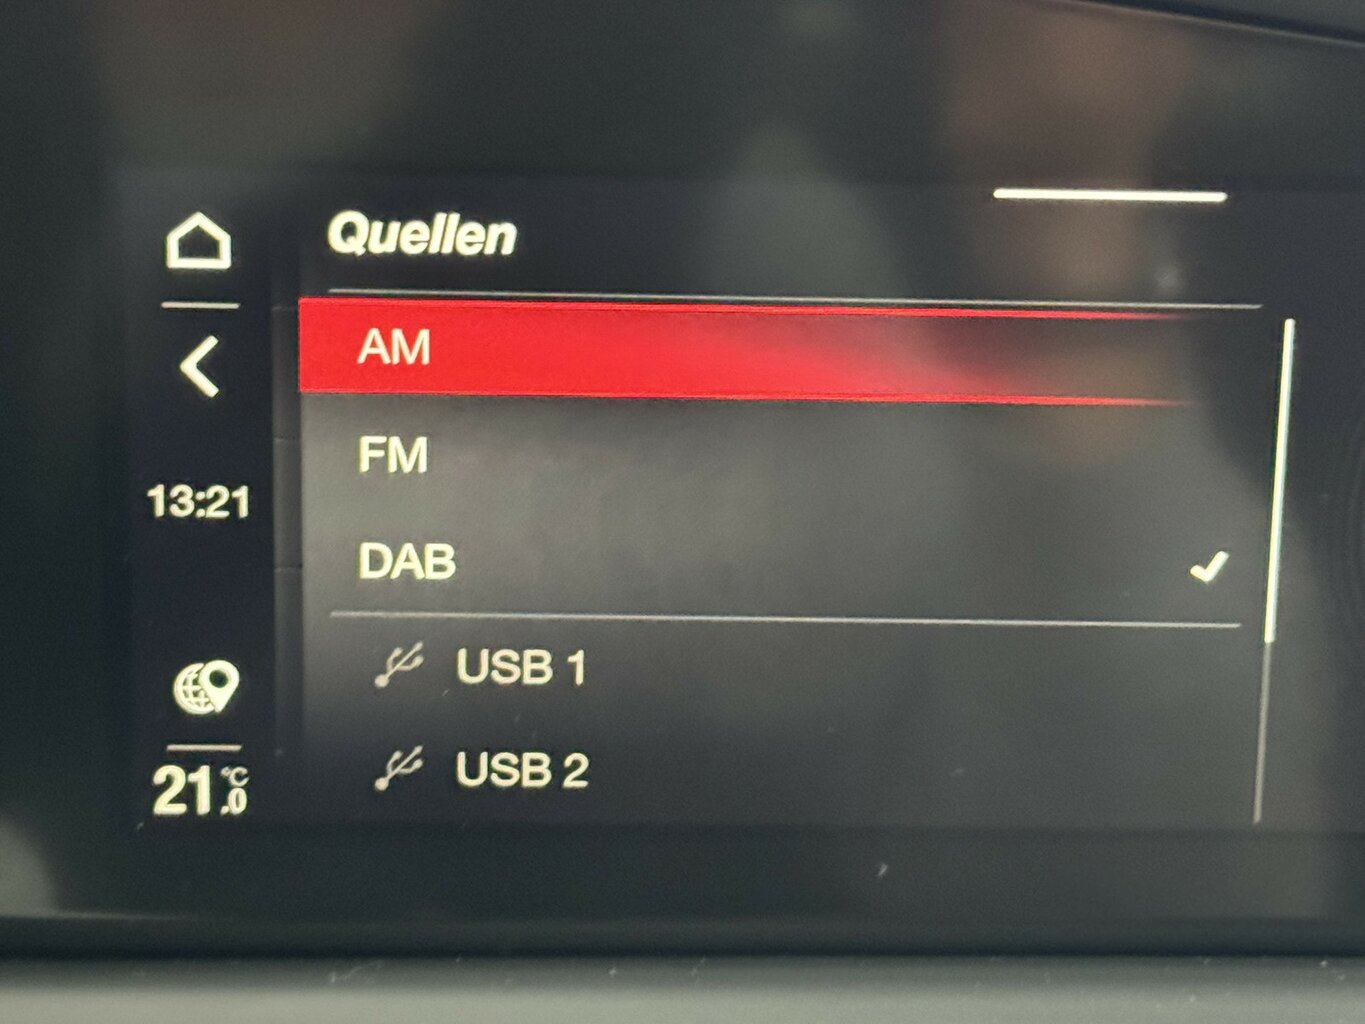 Quellen
AM
FM
DAB
USB 1
USB 2
13:21
21.0 °C